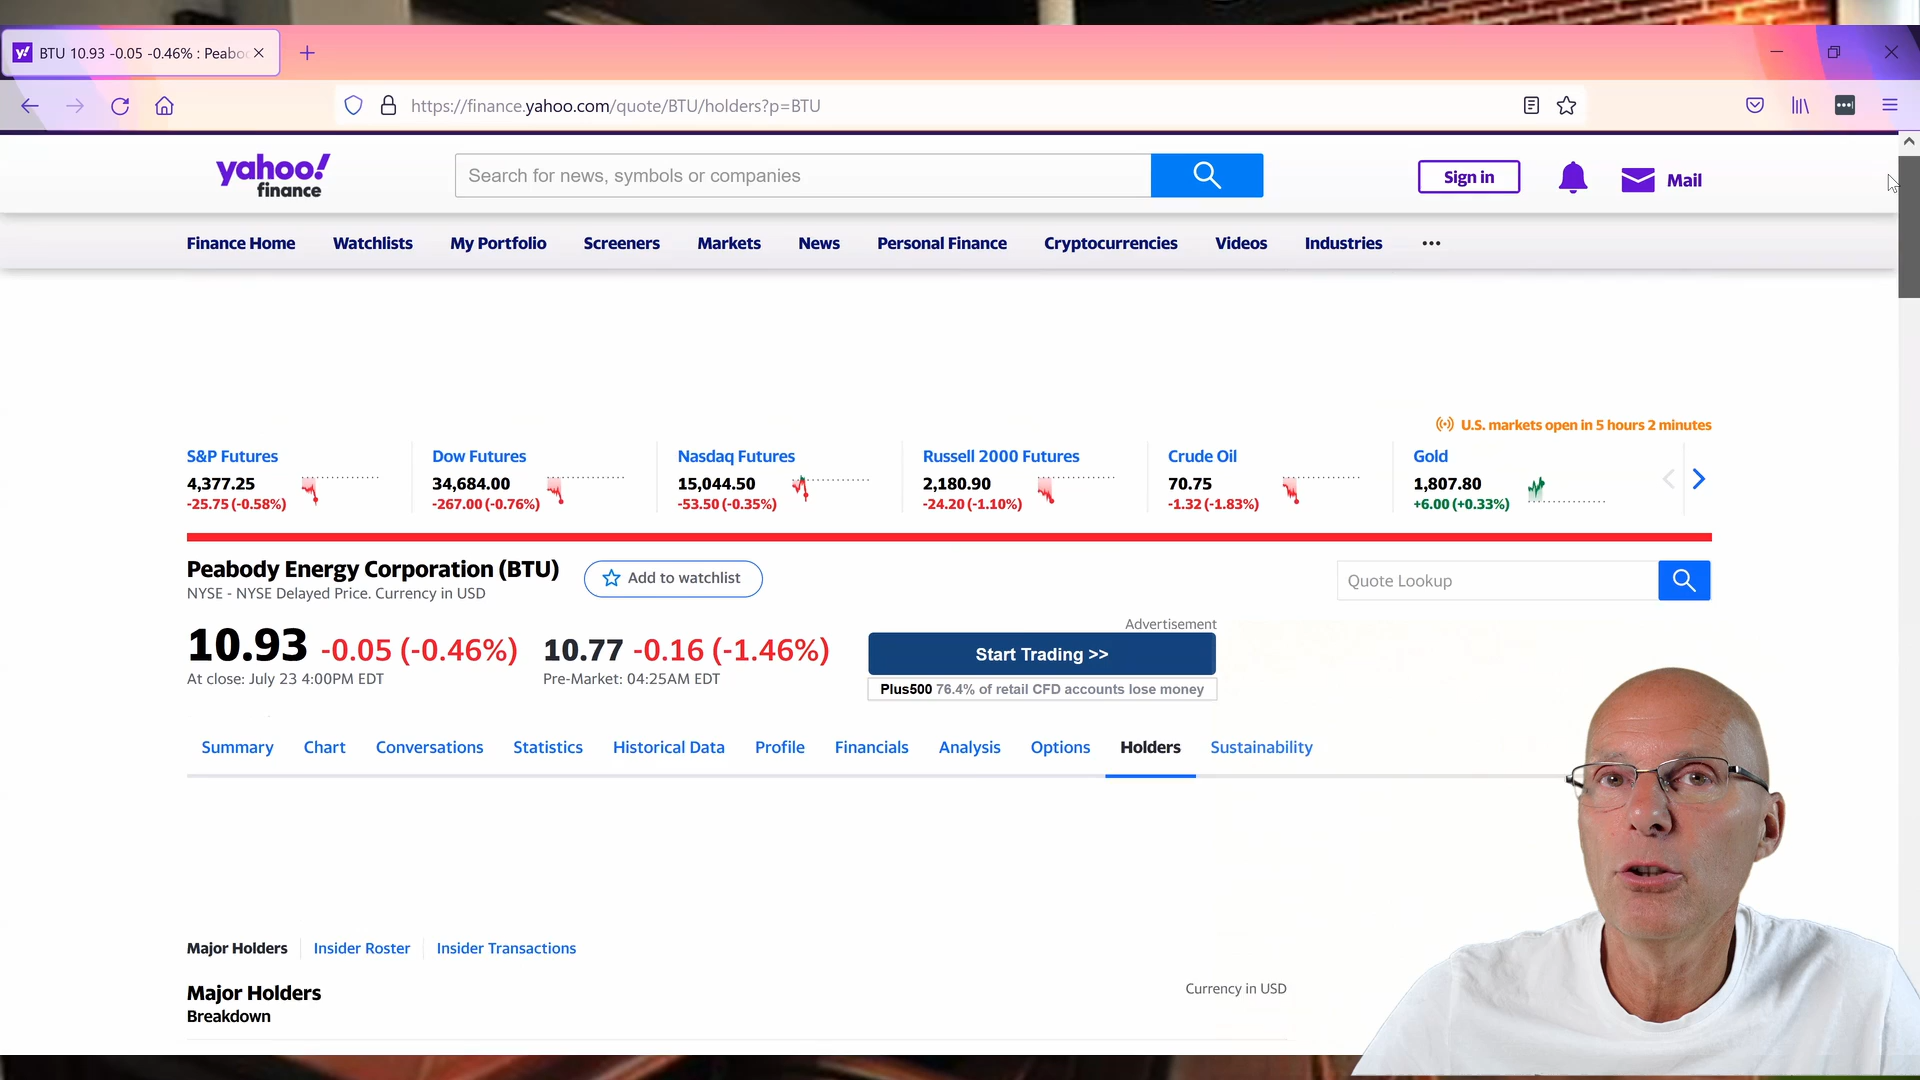 BTU 10.93 -0.05 -0.46% : Peabo
https://finance.yahoo.com/quote/BTU/holders?p=BTU
yahoo!
finance
Search for news, symbols or companies
Sign in
Mail
Finance Home Watchlists My Portfolio Screeners Markets News Personal Finance Cryptocurrencies Videos Industries •••
U.S. markets open in 5 hours 2 minutes
S&P Futures Dow Futures Nasdaq Futures Russell 2000 Futures Crude Oil Gold
4,377.25 34,684.00 15,044.50 2,180.90 70.75 1,807.80
-25.75 (-0.58%) -267.00 (-0.76%) -53.50 (-0.35%) -24.20 (-1.10%) -1.32 (-1.83%) +6.00 (+0.33%)
Peabody Energy Corporation (BTU)
Add to watchlist
Quote Lookup
NYSE - NYSE Delayed Price. Currency in USD
Advertisement
10.93 -0.05 (-0.46%) 10.77 -0.16 (-1.46%)
Start Trading >>
At close: July 23 4:00PM EDT Pre-Market: 04:25AM EDT
Plus500 76.4% of retail CFD accounts lose money
Summary Chart Conversations Statistics Historical Data Profile Financials Analysis Options Holders Sustainability
Major Holders Insider Roster Insider Transactions
Major Holders
Currency in USD
Breakdown